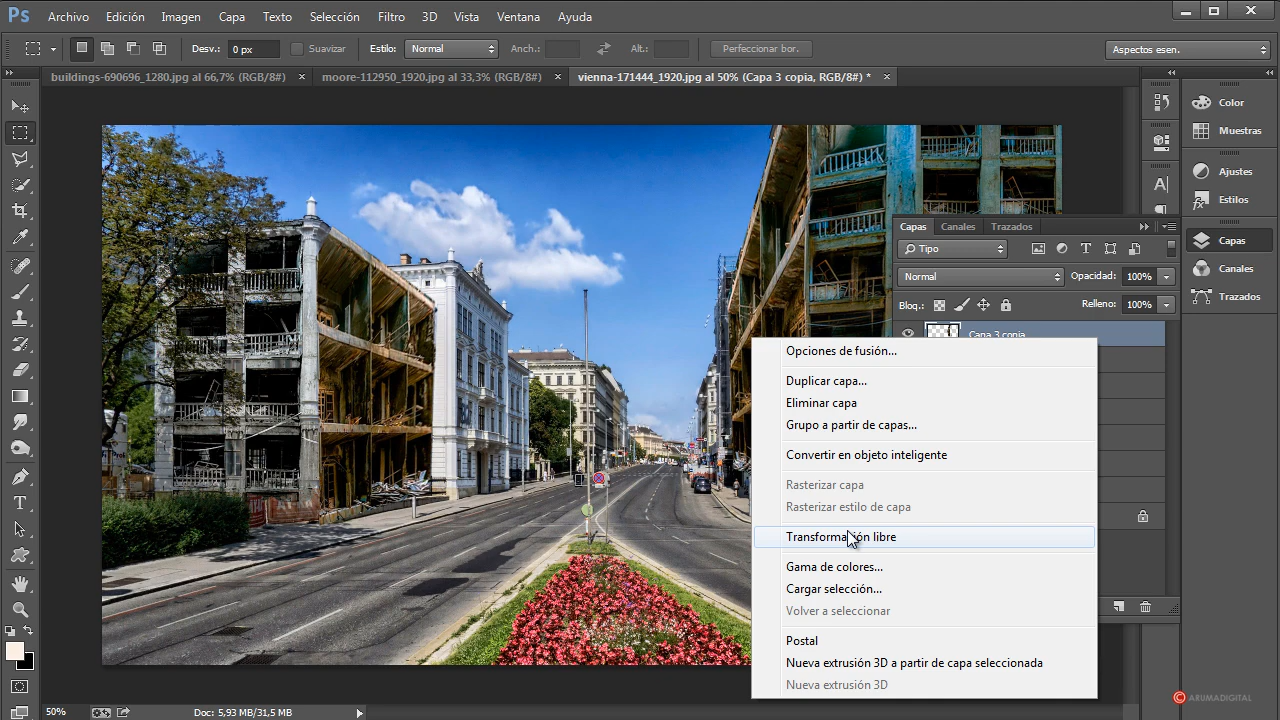 Ps Archivo Edición Imagen Capa Texto Selección Filtro 3D Vista Ventana Ayuda
Desv.: 0 px Suavizar Estilo: Normal Anch.: Alt.: Perfeccionar bor. Aspectos esen.
buildings-690696_1280.jpg al 66,7% (RGB/8#) × moore-112950_1920.jpg al 33,3% (RGB/8#) × vienna-171444_1920.jpg al 50% (Capa 3 copia, RGB/8#) * ×
Color
Muestras
Ajustes
Estilos
Capas
Canales
Trazados
Capas Canales Trazados
Tipo
Normal Opacidad: 100%
Bloq.: Relleno: 100%
Capa 3 copia
Opciones de fusión...
Duplicar capa...
Eliminar capa
Grupo a partir de capas...
Convertir en objeto inteligente
Rasterizar capa
Rasterizar estilo de capa
Transformación libre
Gama de colores...
Cargar selección...
Volver a seleccionar
Postal
Nueva extrusión 3D a partir de capa seleccionada
Nueva extrusión 3D
50% Doc: 5,93 MB/31,5 MB
© ARUMADIGITAL